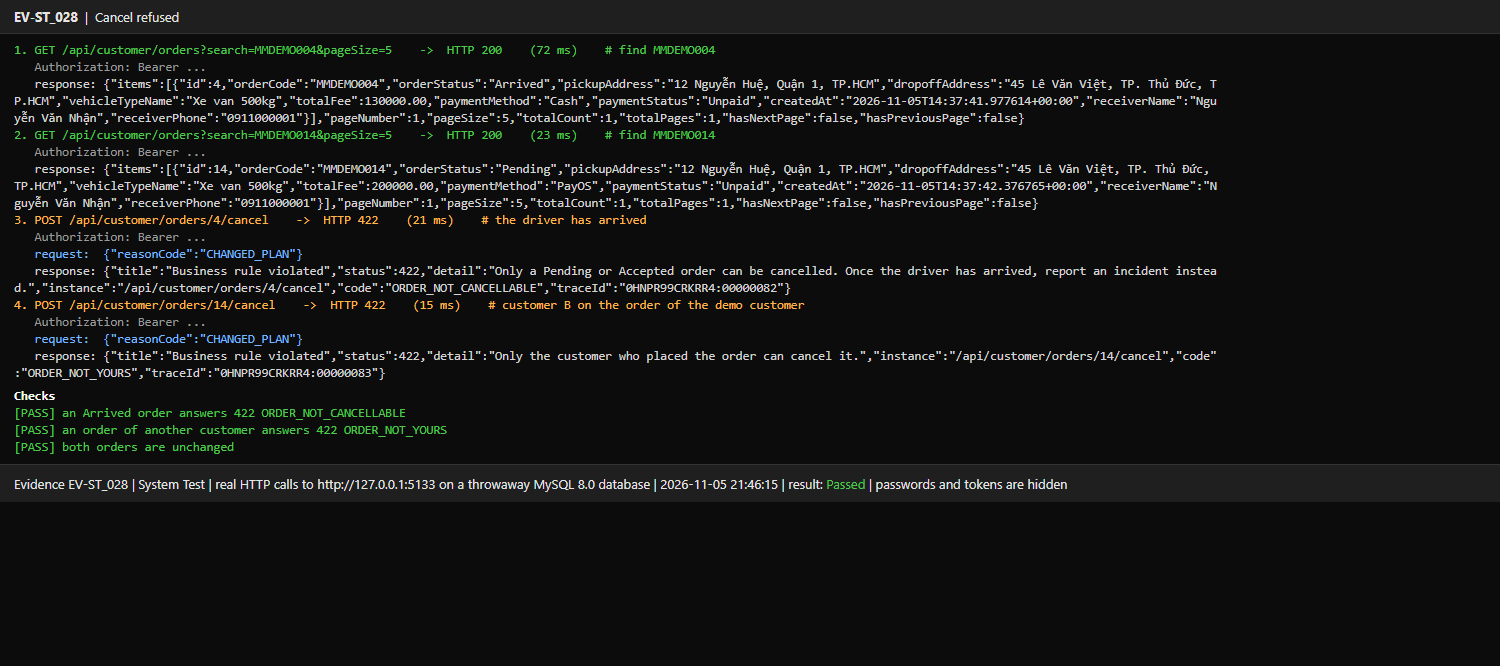 EV-ST_028 | Cancel refused
1. GET /api/customer/orders?search=MMDEMO004&pageSize=5 -> HTTP 200 (72 ms) # find MMDEMO004
Authorization: Bearer ...
response: {"items":[{"id":4,"orderCode":"MMDEMO004","orderStatus":"Arrived","pickupAddress":"12 Nguyễn Huệ, Quận 1, TP.HCM","dropoffAddress":"45 Lê Văn Việt, TP. Thủ Đức, T
P.HCM","vehicleTypeName":"Xe van 500kg","totalFee":130000.00,"paymentMethod":"Cash","paymentStatus":"Unpaid","createdAt":"2026-11-05T14:37:41.977614+00:00","receiverName":"Ngu
yễn Văn Nhận","receiverPhone":"0911000001"}],"pageNumber":1,"pageSize":5,"totalCount":1,"totalPages":1,"hasNextPage":false,"hasPreviousPage":false}
2. GET /api/customer/orders?search=MMDEMO014&pageSize=5 -> HTTP 200 (23 ms) # find MMDEMO014
Authorization: Bearer ...
response: {"items":[{"id":14,"orderCode":"MMDEMO014","orderStatus":"Pending","pickupAddress":"12 Nguyễn Huệ, Quận 1, TP.HCM","dropoffAddress":"45 Lê Văn Việt, TP. Thủ Đức,
TP.HCM","vehicleTypeName":"Xe van 500kg","totalFee":200000.00,"paymentMethod":"PayOS","paymentStatus":"Unpaid","createdAt":"2026-11-05T14:37:42.376765+00:00","receiverName":"N
guyễn Văn Nhận","receiverPhone":"0911000001"}],"pageNumber":1,"pageSize":5,"totalCount":1,"totalPages":1,"hasNextPage":false,"hasPreviousPage":false}
3. POST /api/customer/orders/4/cancel -> HTTP 422 (21 ms) # the driver has arrived
Authorization: Bearer ...
request: {"reasonCode":"CHANGED_PLAN"}
response: {"title":"Business rule violated","status":422,"detail":"Only a Pending or Accepted order can be cancelled. Once the driver has arrived, report an incident instea
d.","instance":"/api/customer/orders/4/cancel","code":"ORDER_NOT_CANCELLABLE","traceId":"0HNPR99CRKRR4:00000082"}
4. POST /api/customer/orders/14/cancel -> HTTP 422 (15 ms) # customer B on the order of the demo customer
Authorization: Bearer ...
request: {"reasonCode":"CHANGED_PLAN"}
response: {"title":"Business rule violated","status":422,"detail":"Only the customer who placed the order can cancel it.","instance":"/api/customer/orders/14/cancel","code"
:"ORDER_NOT_YOURS","traceId":"0HNPR99CRKRR4:00000083"}
Checks
[PASS] an Arrived order answers 422 ORDER_NOT_CANCELLABLE
[PASS] an order of another customer answers 422 ORDER_NOT_YOURS
[PASS] both orders are unchanged
Evidence EV-ST_028 | System Test | real HTTP calls to http://127.0.0.1:5133 on a throwaway MySQL 8.0 database | 2026-11-05 21:46:15 | result: Passed | passwords and tokens are hidden